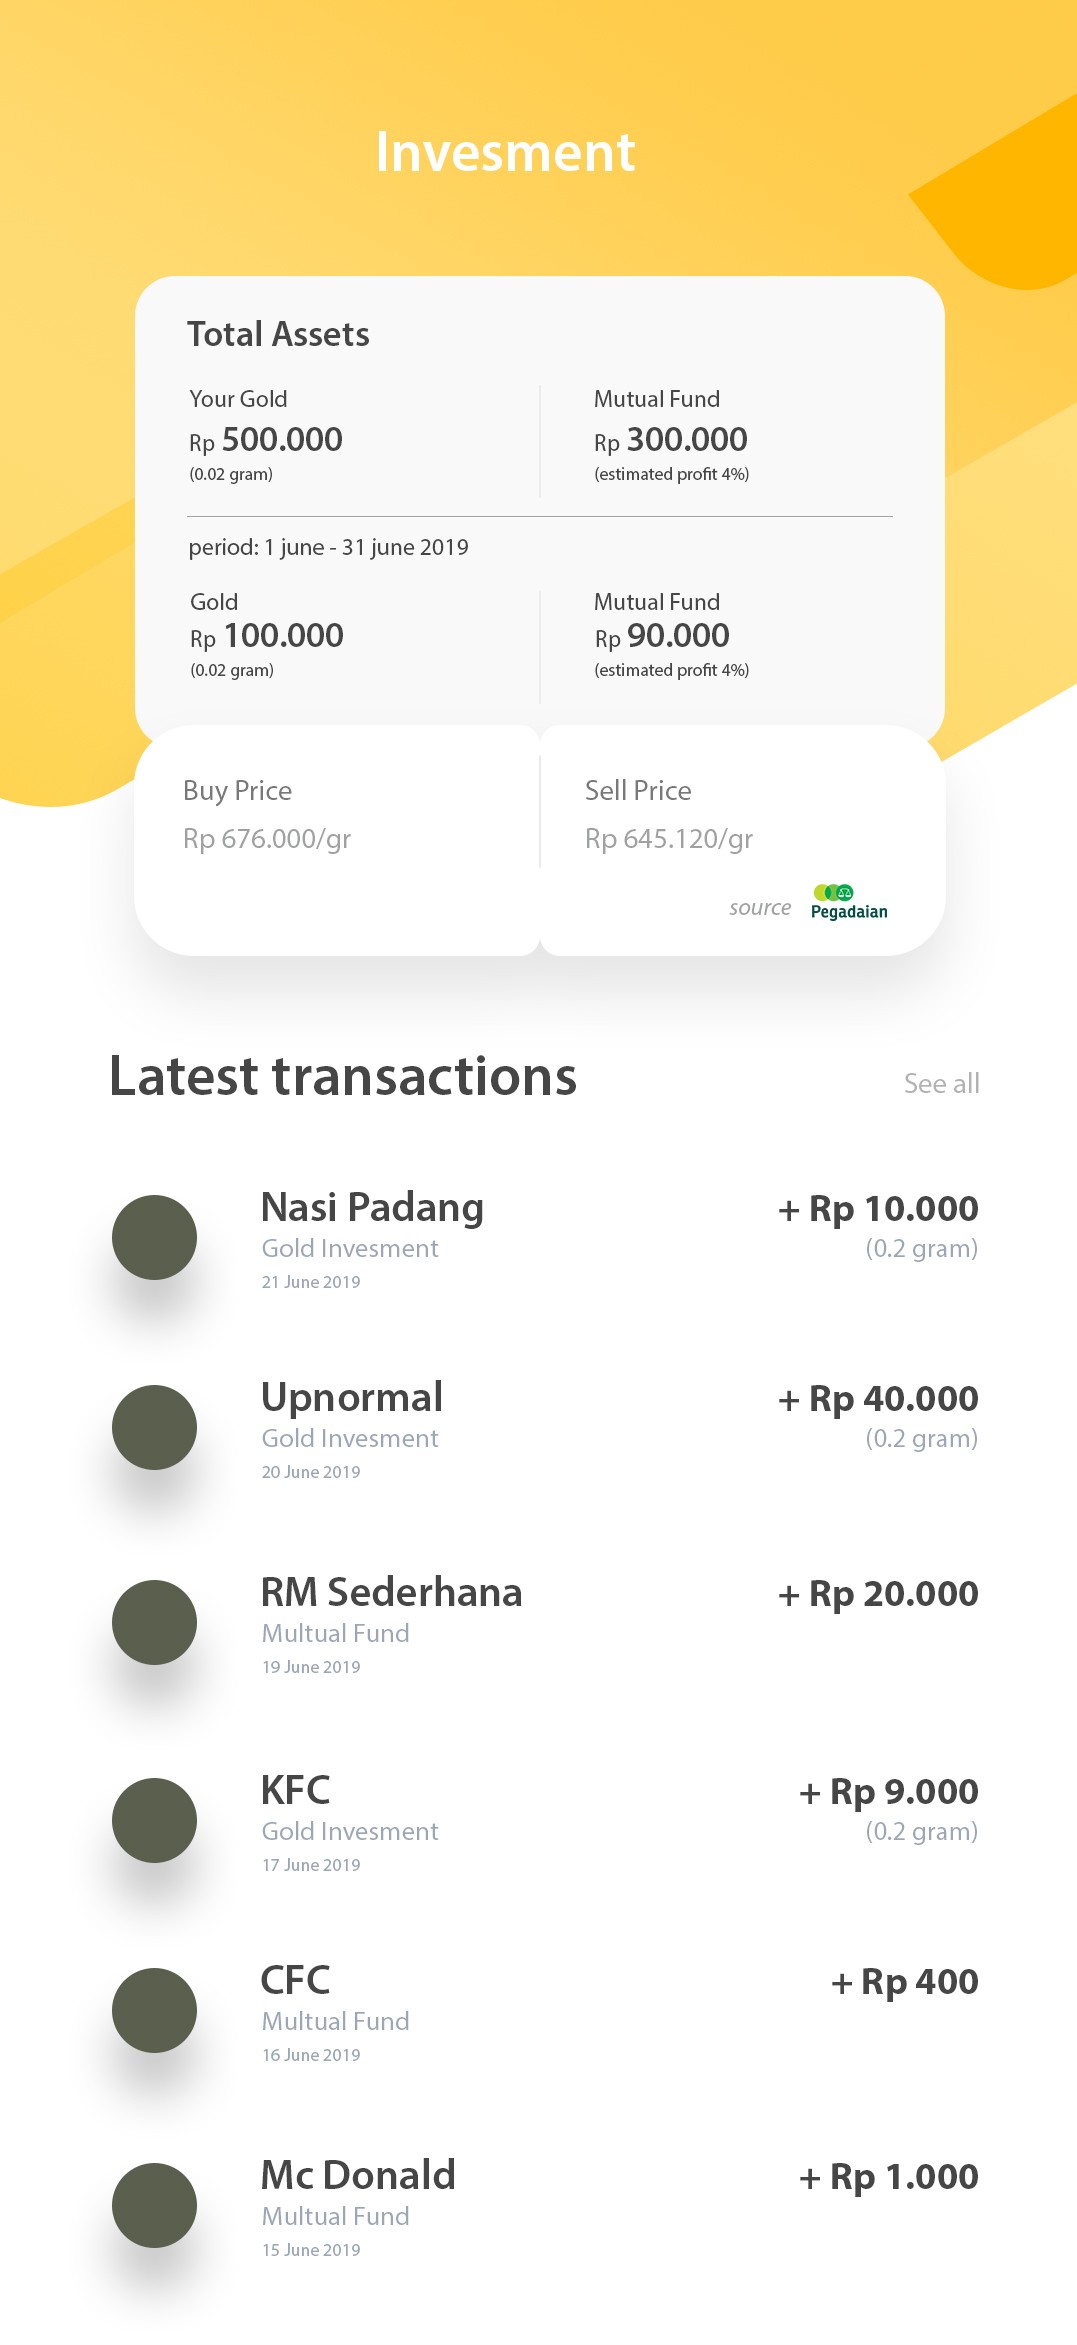 Invesment
Total Assets
Your Gold
Rp 500.000
(0.02 gram)
Mutual Fund
Rp 300.000
(estimated profit 4%)
period: 1 june - 31 june 2019
Gold
Rp 100.000
(0.02 gram)
Mutual Fund
Rp 90.000
(estimated profit 4%)
Buy Price
Rp 676.000/gr
Sell Price
Rp 645.120/gr
source Pegadaian
Latest transactions
See all
Nasi Padang
+ Rp 10.000
Gold Invesment
(0.2 gram)
21 June 2019
Upnormal
+ Rp 40.000
Gold Invesment
(0.2 gram)
20 June 2019
RM Sederhana
+ Rp 20.000
Multual Fund
19 June 2019
KFC
+ Rp 9.000
Gold Invesment
(0.2 gram)
17 June 2019
CFC
+ Rp 400
Multual Fund
16 June 2019
Mc Donald
+ Rp 1.000
Multual Fund
15 June 2019